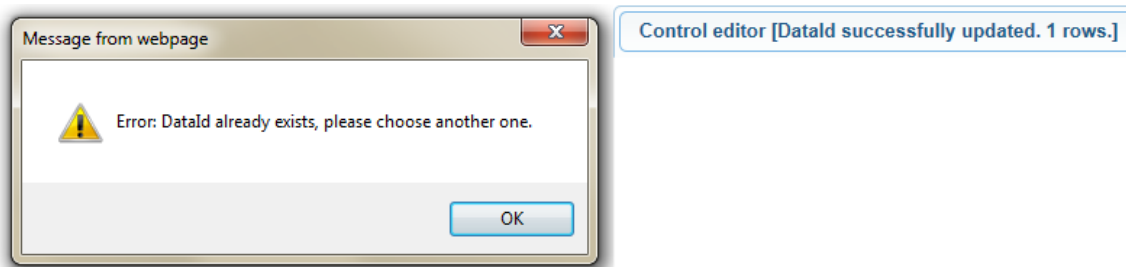 Message from webpage
Error: DataId already exists, please choose another one.
OK
Control editor [DataId successfully updated. 1 rows.]